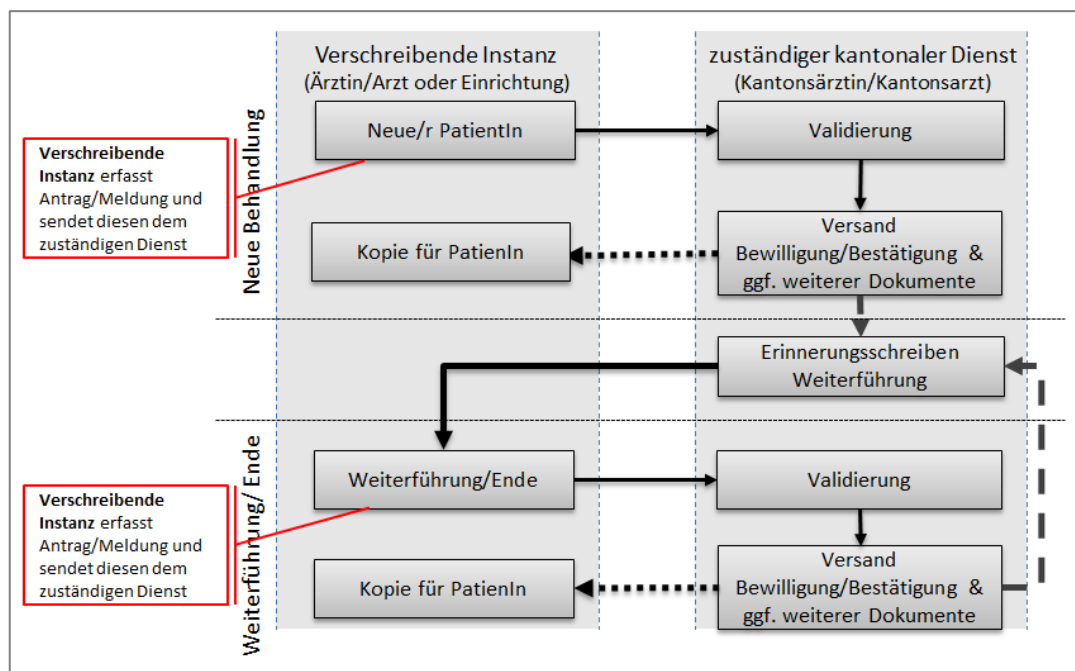 Verschreibende Instanz
(Ärztin/Arzt oder Einrichtung)
zuständiger kantonaler Dienst
(Kantonsärztin/Kantonsarzt)
Neue Behandlung
Verschreibende
Instanz erfasst
Antrag/Meldung und
sendet diesen dem
zuständigen Dienst
Neue/r PatientIn
Validierung
Kopie für PatienIn
Versand
Bewilligung/Bestätigung &
ggf. weiterer Dokumente
Erinnerungsschreiben
Weiterführung
Weiterführung/ Ende
Verschreibende
Instanz erfasst
Antrag/Meldung und
sendet diesen dem
zuständigen Dienst
Weiterführung/Ende
Validierung
Kopie für PatienIn
Versand
Bewilligung/Bestätigung &
ggf. weiterer Dokumente